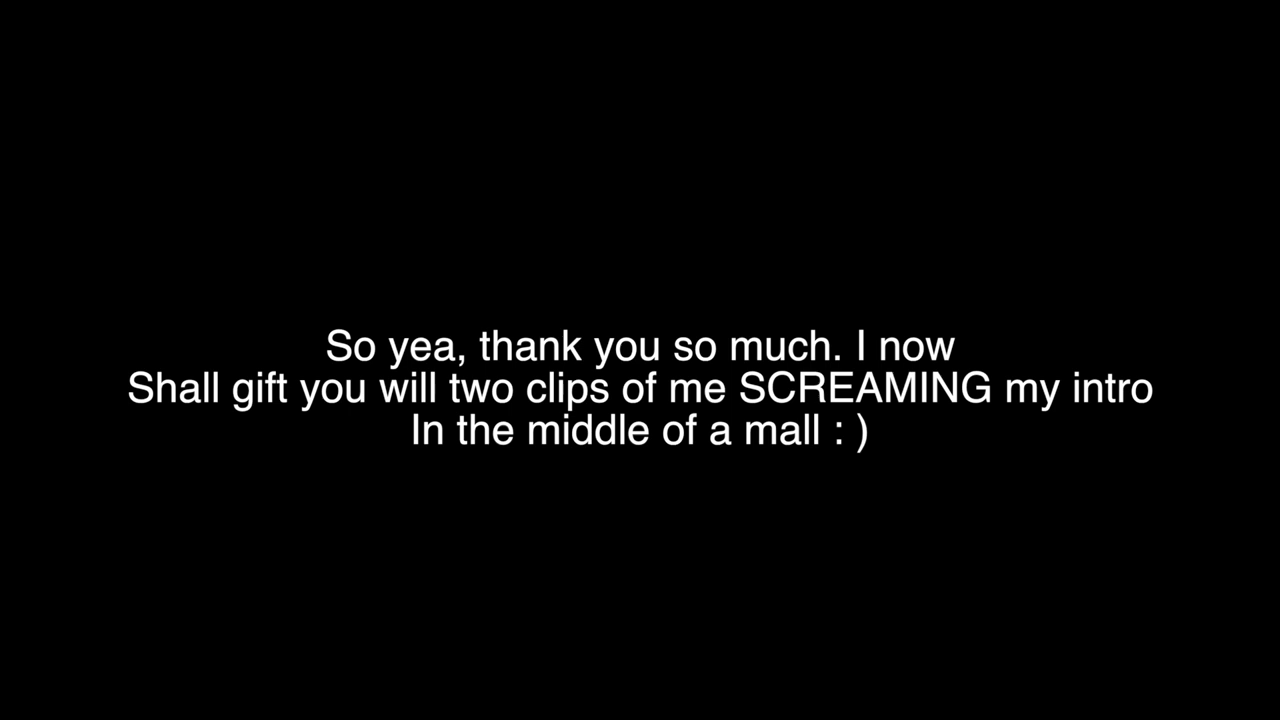 So yea, thank you so much. I now
Shall gift you will two clips of me SCREAMING my intro
In the middle of a mall : )